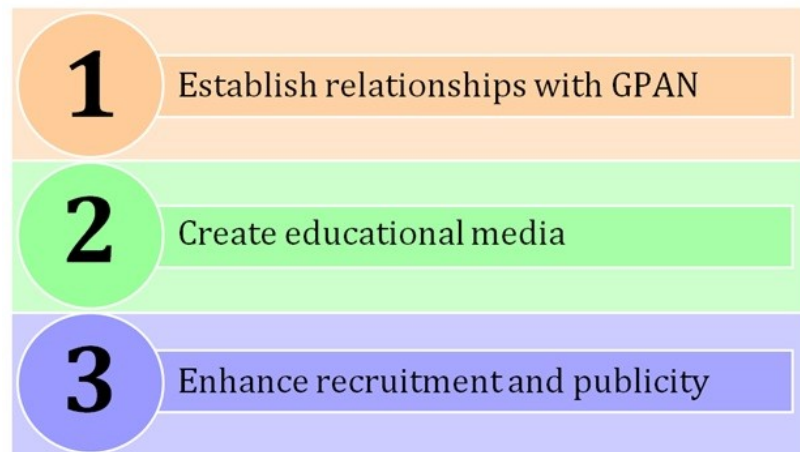 1
Establish relationships with GPAN
2
Create educational media
3
Enhance recruitment and publicity